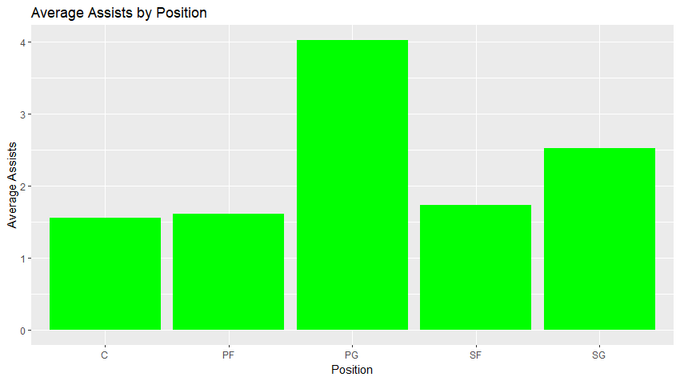 Average Assists by Position
Average Assists
4
3
2
1
0
C PF PG SF SG
Position